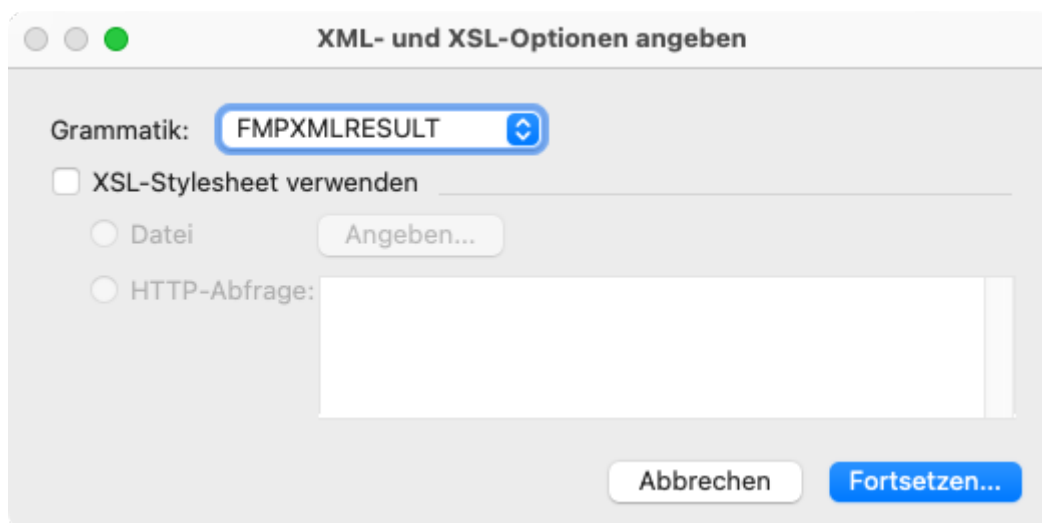 XML- und XSL-Optionen angeben
Grammatik: FMPXMLRESULT
XSL-Stylesheet verwenden
Datei Angeben...
HTTP-Abfrage:
Abbrechen Fortsetzen...